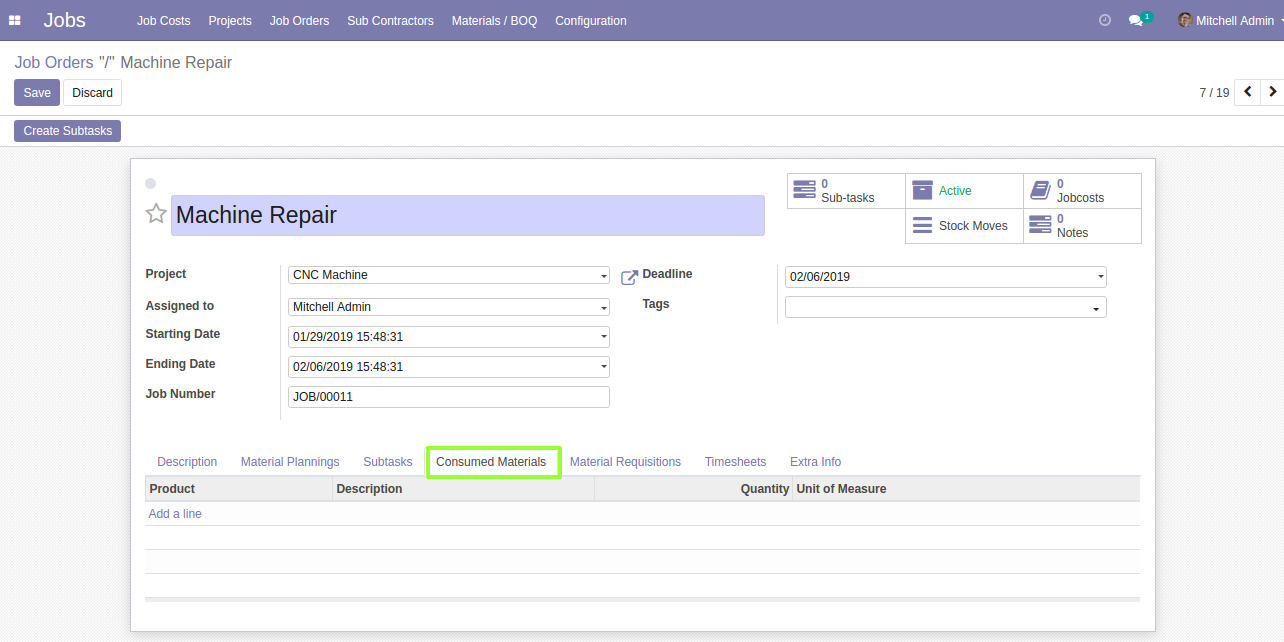 Jobs Job Costs Projects Job Orders Sub Contractors Materials / BOQ Configuration 1 Mitchell Admin
Job Orders "/" Machine Repair
Save Discard 7 / 19
Create Subtasks
0
Sub-tasks
Active
0
Jobcosts
Stock Moves
0
Notes
Machine Repair
Project CNC Machine
Assigned to Mitchell Admin
Starting Date 01/29/2019 15:48:31
Ending Date 02/06/2019 15:48:31
Job Number JOB/00011
Deadline 02/06/2019
Tags
Description Material Plannings Subtasks Consumed Materials Material Requisitions Timesheets Extra Info
Product Description Quantity Unit of Measure
Add a line